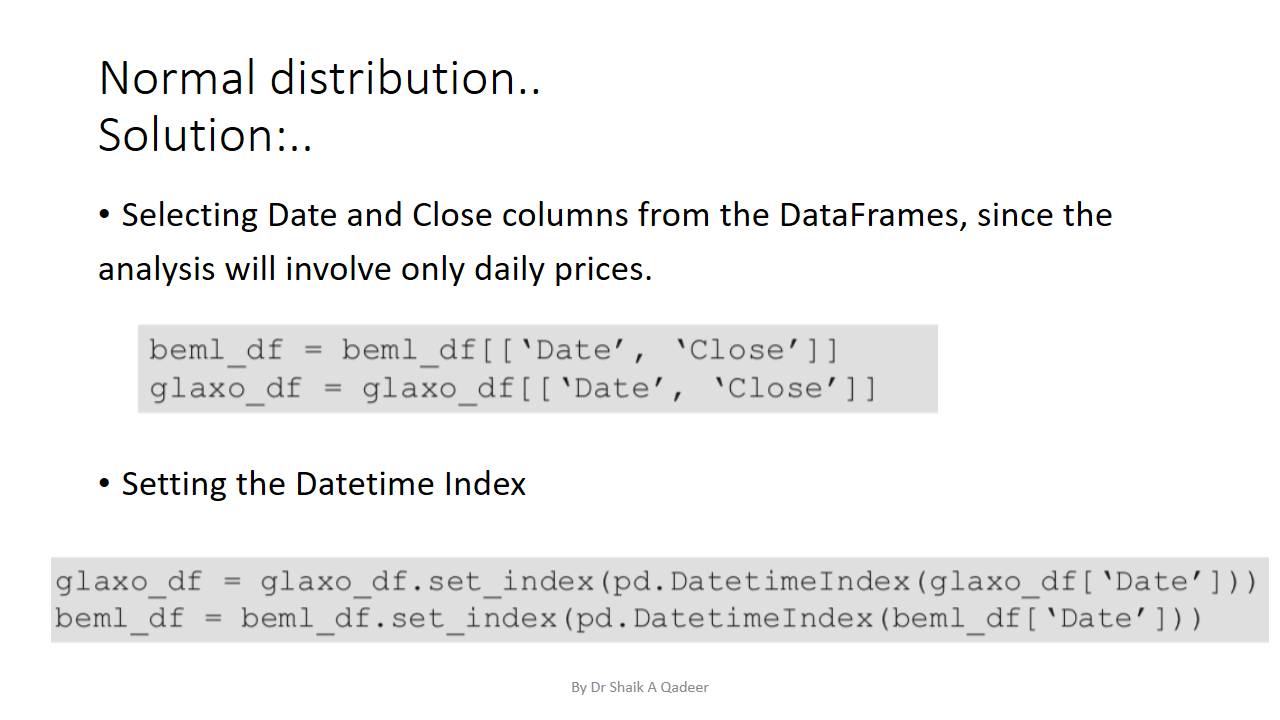 Normal distribution..
Solution:..
• Selecting Date and Close columns from the DataFrames, since the
analysis will involve only daily prices.
beml_df = beml_df[[‘Date’, ‘Close’]]
glaxo_df = glaxo_df[[‘Date’, ‘Close’]]
• Setting the Datetime Index
glaxo_df = glaxo_df.set_index(pd.DatetimeIndex(glaxo_df[‘Date’]))
beml_df = beml_df.set_index(pd.DatetimeIndex(beml_df[‘Date’]))
By Dr Shaik A Qadeer